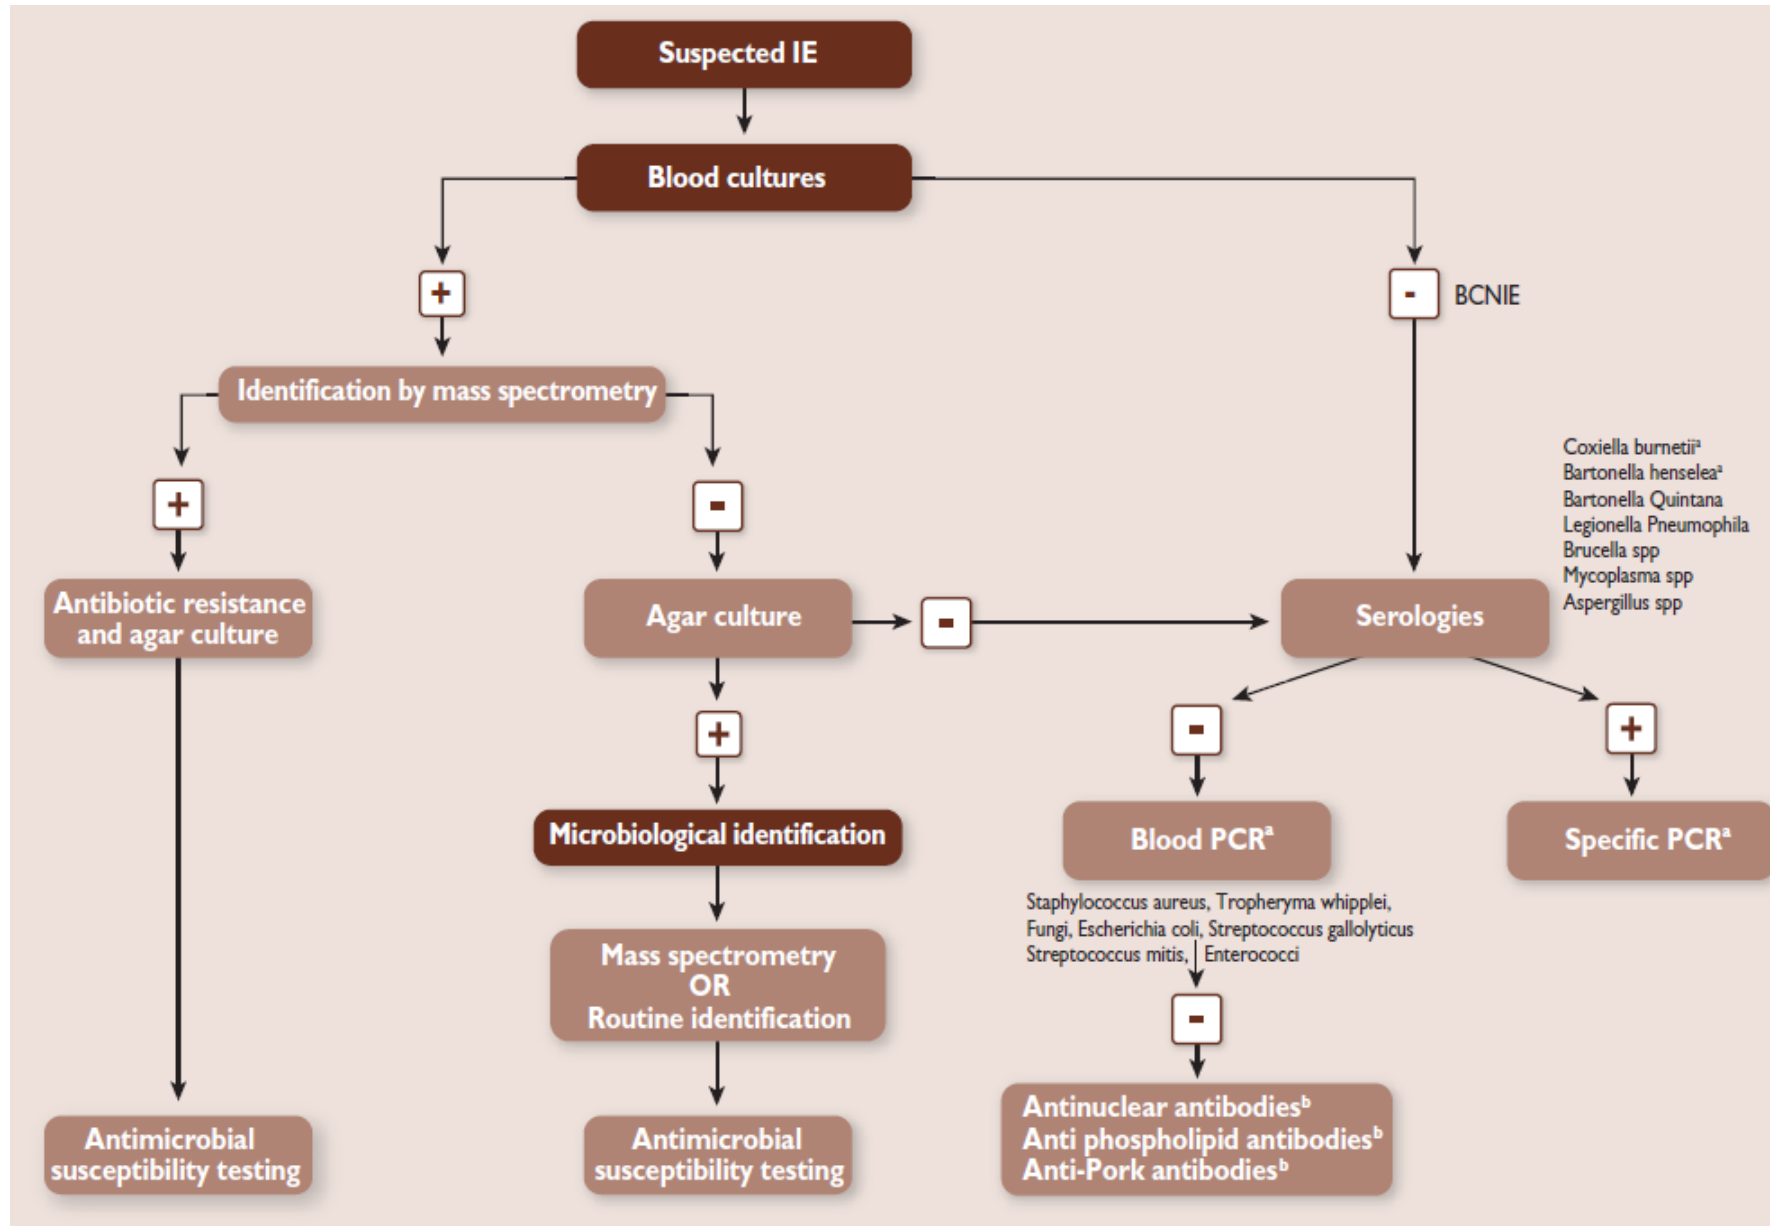 Suspected IE
Blood cultures
+
-
BCNIE
Identification by mass spectrometry
+
-
Coxiella burnetiiª
Bartonella henseleaª
Bartonella Quintana
Legionella Pneumophila
Brucella spp
Mycoplasma spp
Aspergillus spp
Antibiotic resistance
and agar culture
Agar culture
-
Serologies
+
-
+
Microbiological identification
Blood PCRª
Specific PCRª
Staphylococcus aureus, Tropheryma whipplei,
Fungi, Escherichia coli, Streptococcus gallolyticus
Streptococcus mitis, Enterococci
Mass spectrometry
OR
Routine identification
-
Antimicrobial
susceptibility testing
Antimicrobial
susceptibility testing
Antinuclear antibodiesᵇ
Anti phospholipid antibodiesᵇ
Anti-Pork antibodiesᵇ